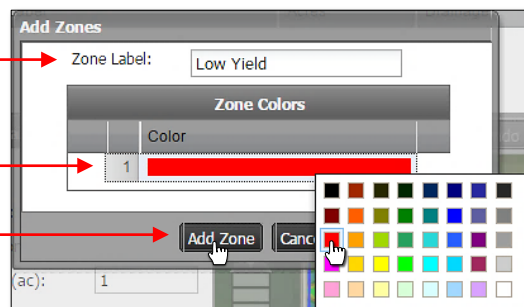 Add Zones
Zone Label: Low Yield
Zone Colors
Color
1
Add Zone Canc
(ac): 1